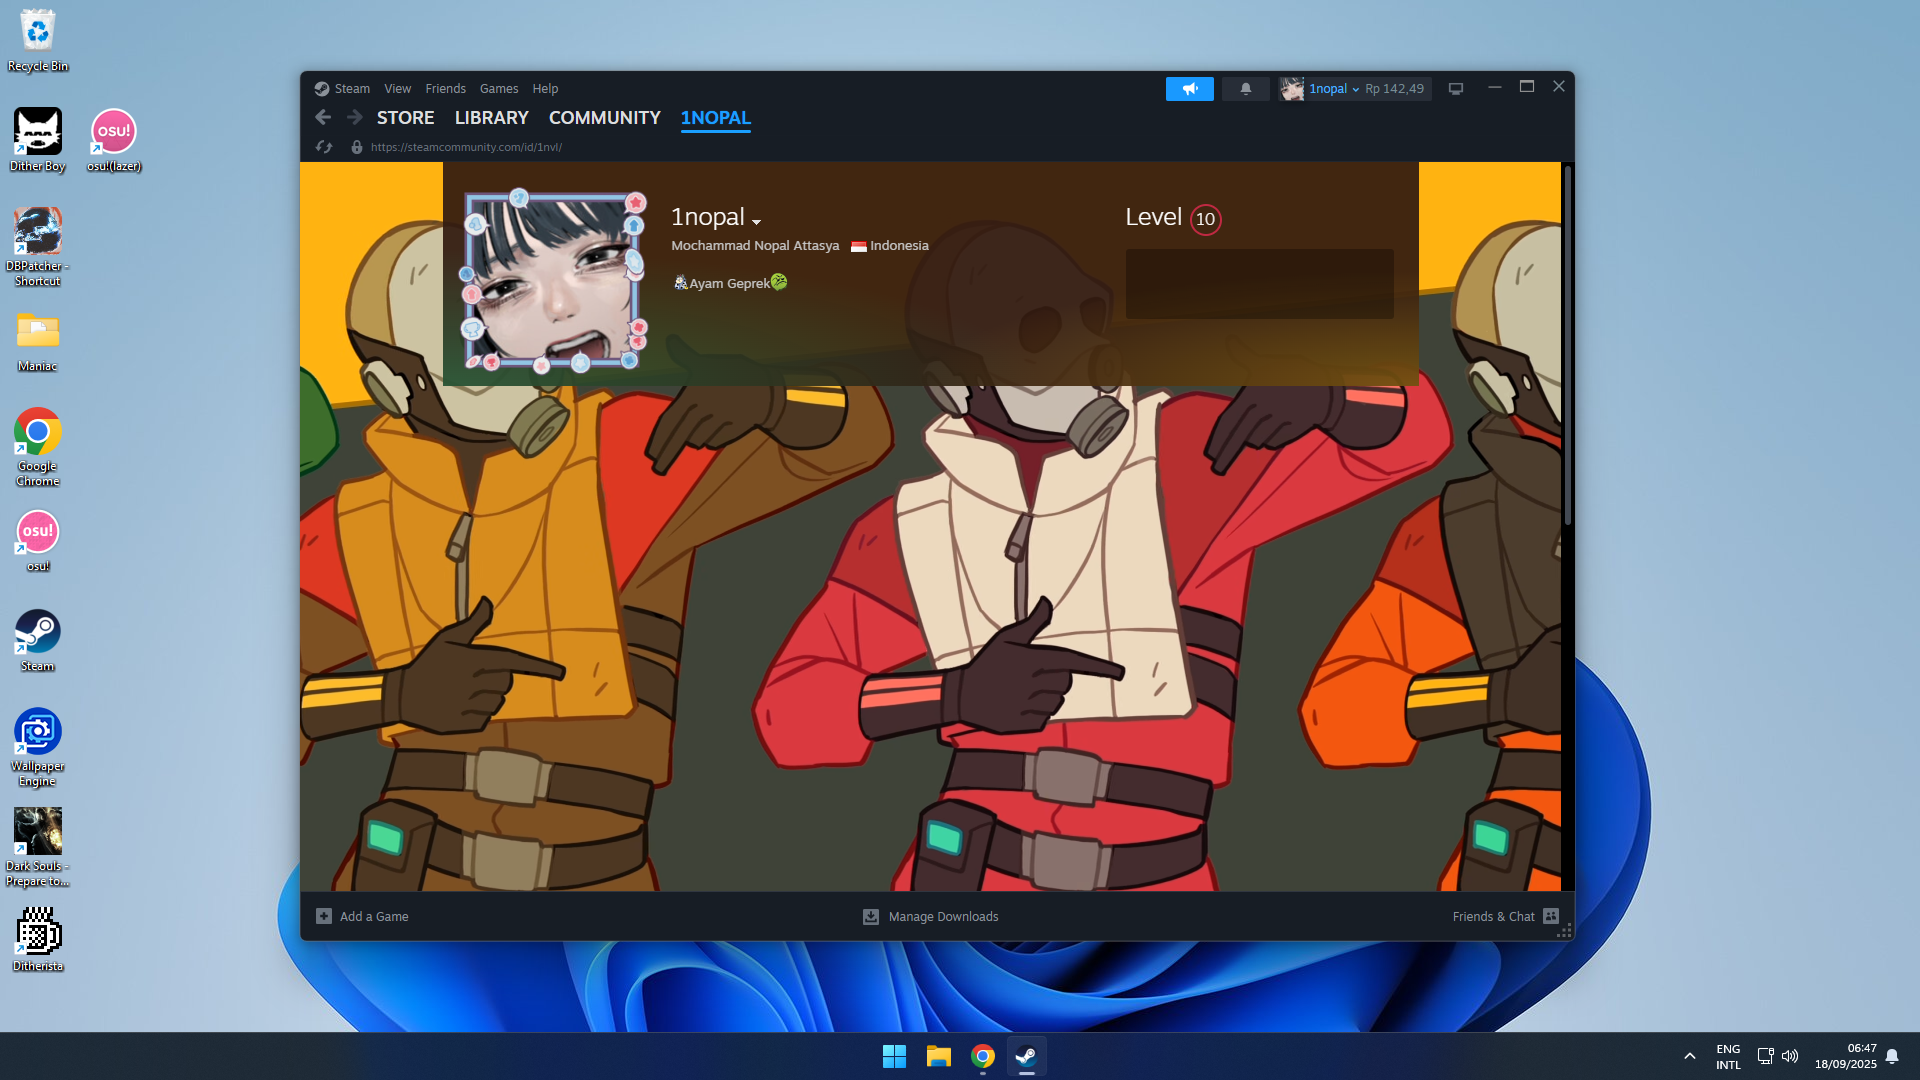 Recycle Bin
Dither Boy
osu!
osu!(lazer)
DBPatcher -
Shortcut
Maniac
Google
Chrome
osu!
osu!
Steam
Wallpaper
Engine
Dark Souls -
Prepare to...
Ditherista
Steam View Friends Games Help
1nopal Rp 142,49
STORE LIBRARY COMMUNITY 1NOPAL
https://steamcommunity.com/id/1nvl/
1nopal
Mochammad Nopal Attasya Indonesia
Ayam Geprek
Level 10
Add a Game
Manage Downloads
Friends & Chat
ENG
INTL
06:47
18/09/2025